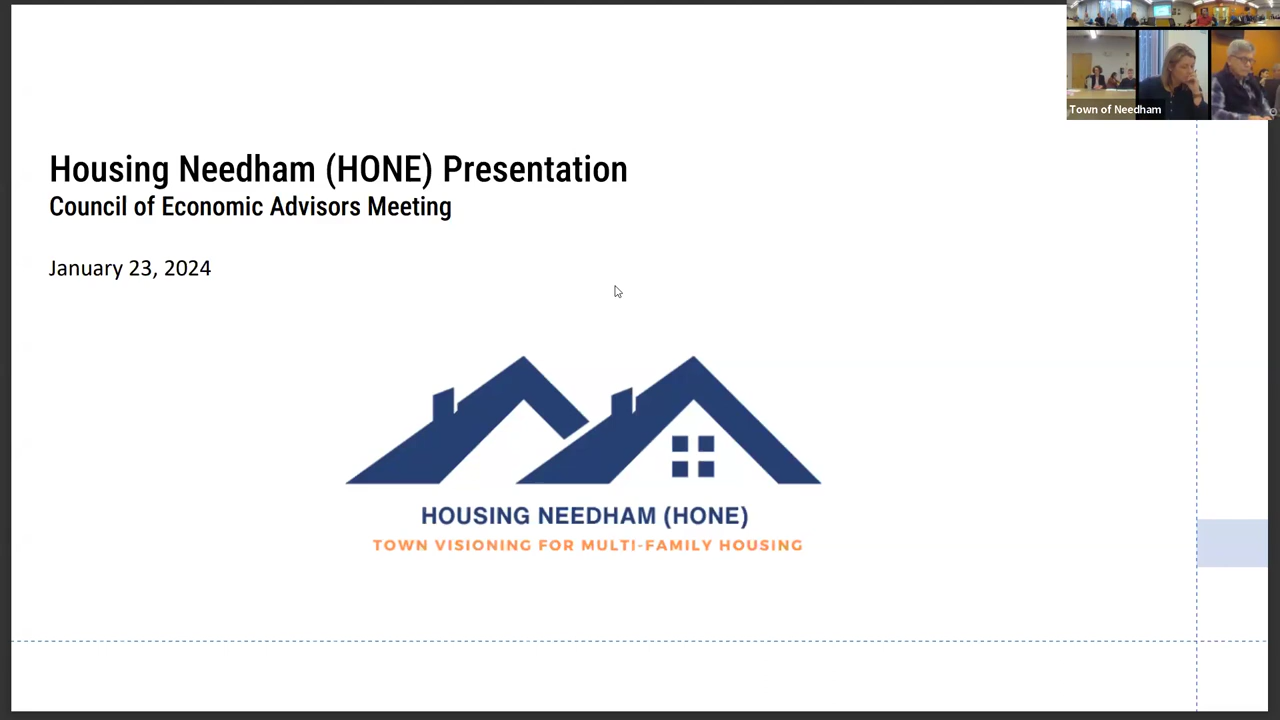 Town of Needham
Housing Needham (HONE) Presentation
Council of Economic Advisors Meeting
January 23, 2024
HOUSING NEEDHAM (HONE)
TOWN VISIONING FOR MULTI-FAMILY HOUSING